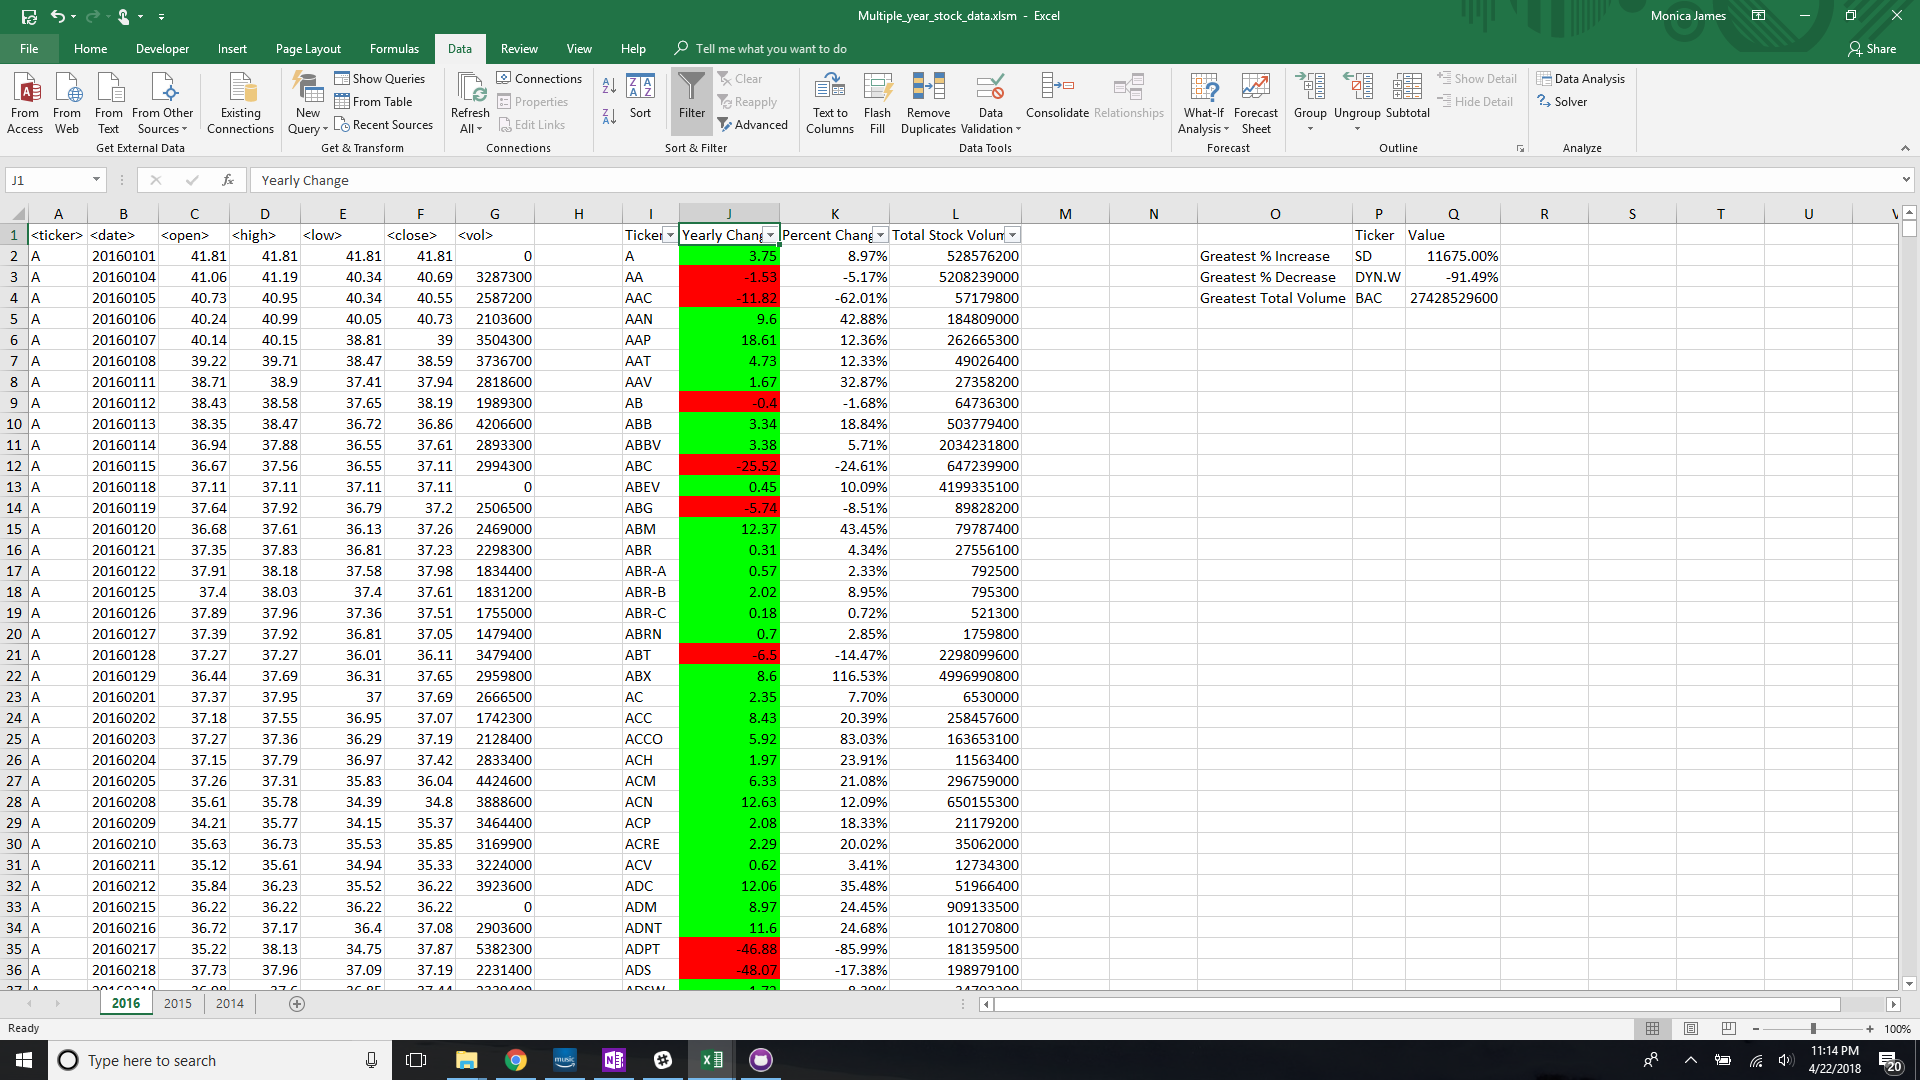 Multiple_year_stock_data.xlsm - Excel
Monica James
File Home Developer Insert Page Layout Formulas Data Review View Help Tell me what you want to do Share
From Access From Web From Text From Other Sources Existing Connections New Query Show Queries From Table Recent Sources Refresh All Connections Properties Edit Links Sort Filter Clear Reapply Advanced Text to Columns Flash Fill Remove Duplicates Data Validation Consolidate Relationships What-If Analysis Forecast Sheet Group Ungroup Subtotal Show Detail Hide Detail Data Analysis Solver
Get External Data Get & Transform Connections Sort & Filter Data Tools Forecast Outline Analyze
J1 fx Yearly Change
A B C D E F G H I J K L M N O P Q R S T U V
1 <ticker> <date> <open> <high> <low> <close> <vol> Ticker Yearly Chang Percent Chang Total Stock Volum Ticker Value
2 A 20160101 41.81 41.81 41.81 41.81 0 A 3.75 8.97% 528576200 Greatest % Increase SD 11675.00%
3 A 20160104 41.06 41.19 40.34 40.69 3287300 AA -1.53 -5.17% 5208239000 Greatest % Decrease DYN.W -91.49%
4 A 20160105 40.73 40.95 40.34 40.55 2587200 AAC -11.82 -62.01% 57179800 Greatest Total Volume BAC 27428529600
5 A 20160106 40.24 40.99 40.05 40.73 2103600 AAN 9.6 42.88% 184809000
6 A 20160107 40.14 40.15 38.81 39 3504300 AAP 18.61 12.36% 262665300
7 A 20160108 39.22 39.71 38.47 38.59 3736700 AAT 4.73 12.33% 49026400
8 A 20160111 38.71 38.9 37.41 37.94 2818600 AAV 1.67 32.87% 27358200
9 A 20160112 38.43 38.58 37.65 38.19 1989300 AB -0.4 -1.68% 64736300
10 A 20160113 38.35 38.47 36.72 36.86 4206600 ABB 3.34 18.84% 503779400
11 A 20160114 36.94 37.88 36.55 37.61 2893300 ABBV 3.38 5.71% 2034231800
12 A 20160115 36.67 37.56 36.55 37.11 2994300 ABC -25.52 -24.61% 647239900
13 A 20160118 37.11 37.11 37.11 37.11 0 ABEV 0.45 10.09% 4199335100
14 A 20160119 37.64 37.92 36.79 37.2 2506500 ABG -5.74 -8.51% 89828200
15 A 20160120 36.68 37.61 36.13 37.26 2469000 ABM 12.37 43.45% 79787400
16 A 20160121 37.35 37.83 36.81 37.23 2298300 ABR 0.31 4.34% 27556100
17 A 20160122 37.91 38.18 37.58 37.98 1834400 ABR-A 0.57 2.33% 792500
18 A 20160125 37.4 38.03 37.4 37.61 1831200 ABR-B 2.02 8.95% 795300
19 A 20160126 37.89 37.96 37.36 37.51 1755000 ABR-C 0.18 0.72% 521300
20 A 20160127 37.39 37.92 36.81 37.05 1479400 ABRN 0.7 2.85% 1759800
21 A 20160128 37.27 37.27 36.01 36.11 3479400 ABT -6.5 -14.47% 2298099600
22 A 20160129 36.44 37.69 36.31 37.65 2959800 ABX 8.6 116.53% 4996990800
23 A 20160201 37.37 37.95 37 37.69 2666500 AC 2.35 7.70% 6530000
24 A 20160202 37.18 37.55 36.95 37.07 1742300 ACC 8.43 20.39% 258457600
25 A 20160203 37.27 37.36 36.29 37.19 2128400 ACCO 5.92 83.03% 163653100
26 A 20160204 37.15 37.79 36.97 37.42 2833400 ACH 1.97 23.91% 11563400
27 A 20160205 37.26 37.31 35.83 36.04 4424600 ACM 6.33 21.08% 296759000
28 A 20160208 35.61 35.78 34.39 34.8 3888600 ACN 12.63 12.09% 650155300
29 A 20160209 34.21 35.77 34.15 35.37 3464400 ACP 2.08 18.33% 21179200
30 A 20160210 35.63 36.73 35.53 35.85 3169900 ACRE 2.29 20.02% 35062000
31 A 20160211 35.12 35.61 34.94 35.33 3224000 ACV 0.62 3.41% 12734300
32 A 20160212 35.84 36.23 35.52 36.22 3923600 ADC 12.06 35.48% 51966400
33 A 20160215 36.22 36.22 36.22 36.22 0 ADM 8.97 24.45% 909133500
34 A 20160216 36.72 37.17 36.4 37.08 2903600 ADNT 11.6 24.68% 101270800
35 A 20160217 35.22 38.13 34.75 37.87 5382300 ADPT -46.88 -85.99% 181359500
36 A 20160218 37.73 37.96 37.09 37.19 2231400 ADS -48.07 -17.38% 198979100
2016 2015 2014
Ready 100%
Type here to search music 11:14 PM
4/22/2018 20